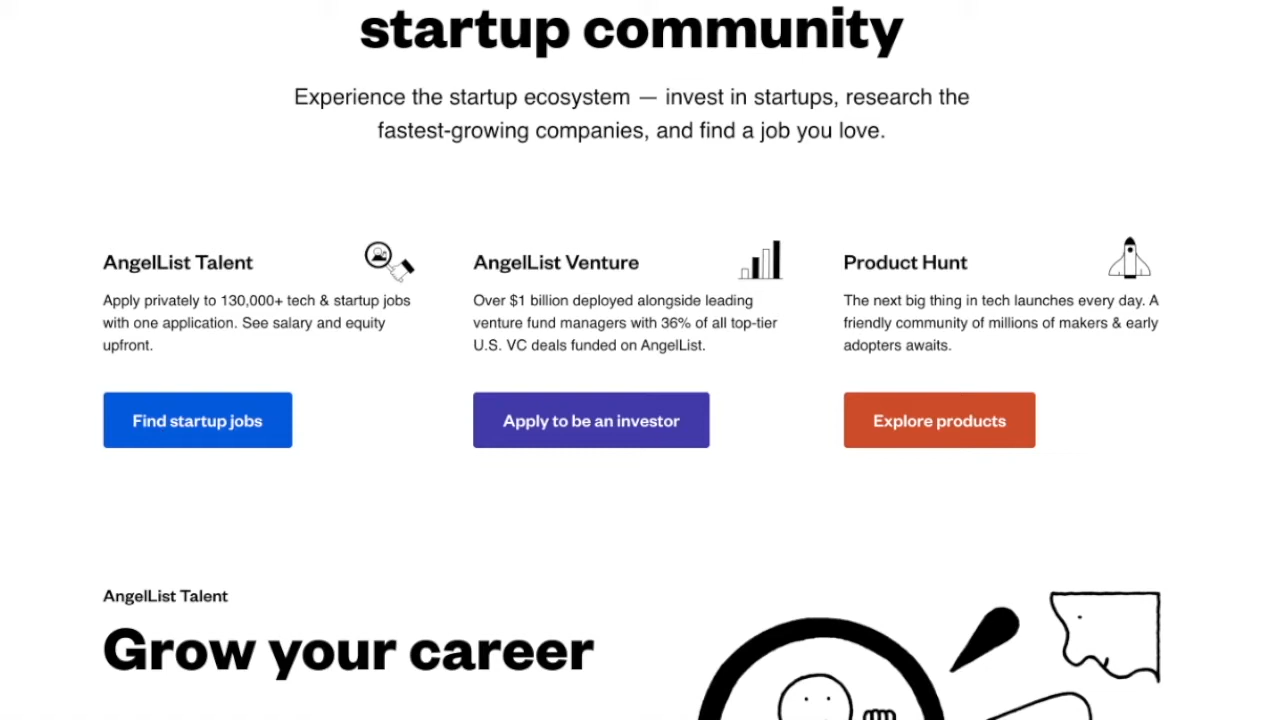 startup community
Experience the startup ecosystem — invest in startups, research the
fastest-growing companies, and find a job you love.
AngelList Talent
Apply privately to 130,000+ tech & startup jobs
with one application. See salary and equity
upfront.
Find startup jobs
AngelList Venture
Over $1 billion deployed alongside leading
venture fund managers with 36% of all top-tier
U.S. VC deals funded on AngelList.
Apply to be an investor
Product Hunt
The next big thing in tech launches every day. A
friendly community of millions of makers & early
adopters awaits.
Explore products
AngelList Talent
Grow your career